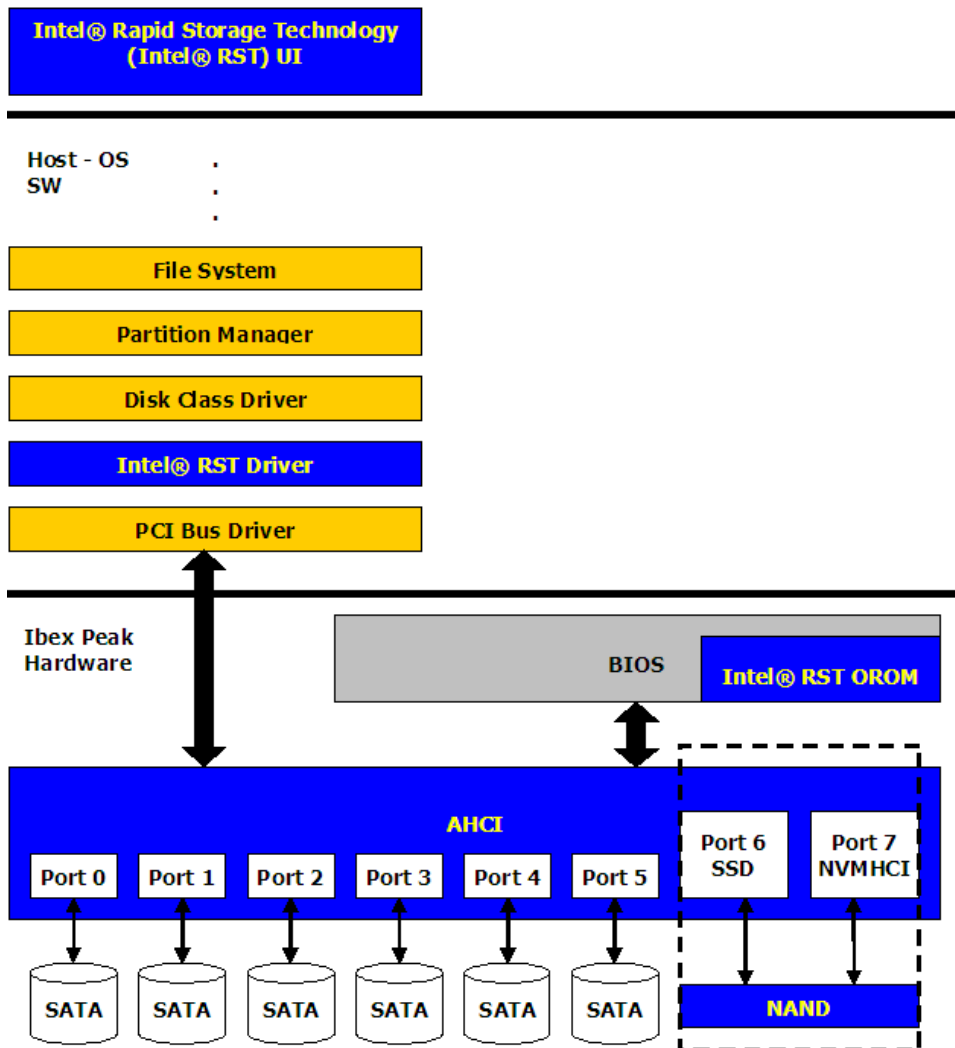 Intel® Rapid Storage Technology
(Intel® RST) UI
Host - OS
SW
.
.
.
File System
Partition Manager
Disk Class Driver
Intel® RST Driver
PCI Bus Driver
Ibex Peak
Hardware
BIOS
Intel® RST OROM
AHCI
Port 0
Port 1
Port 2
Port 3
Port 4
Port 5
Port 6
SSD
Port 7
NVMHCI
SATA
SATA
SATA
SATA
SATA
SATA
NAND